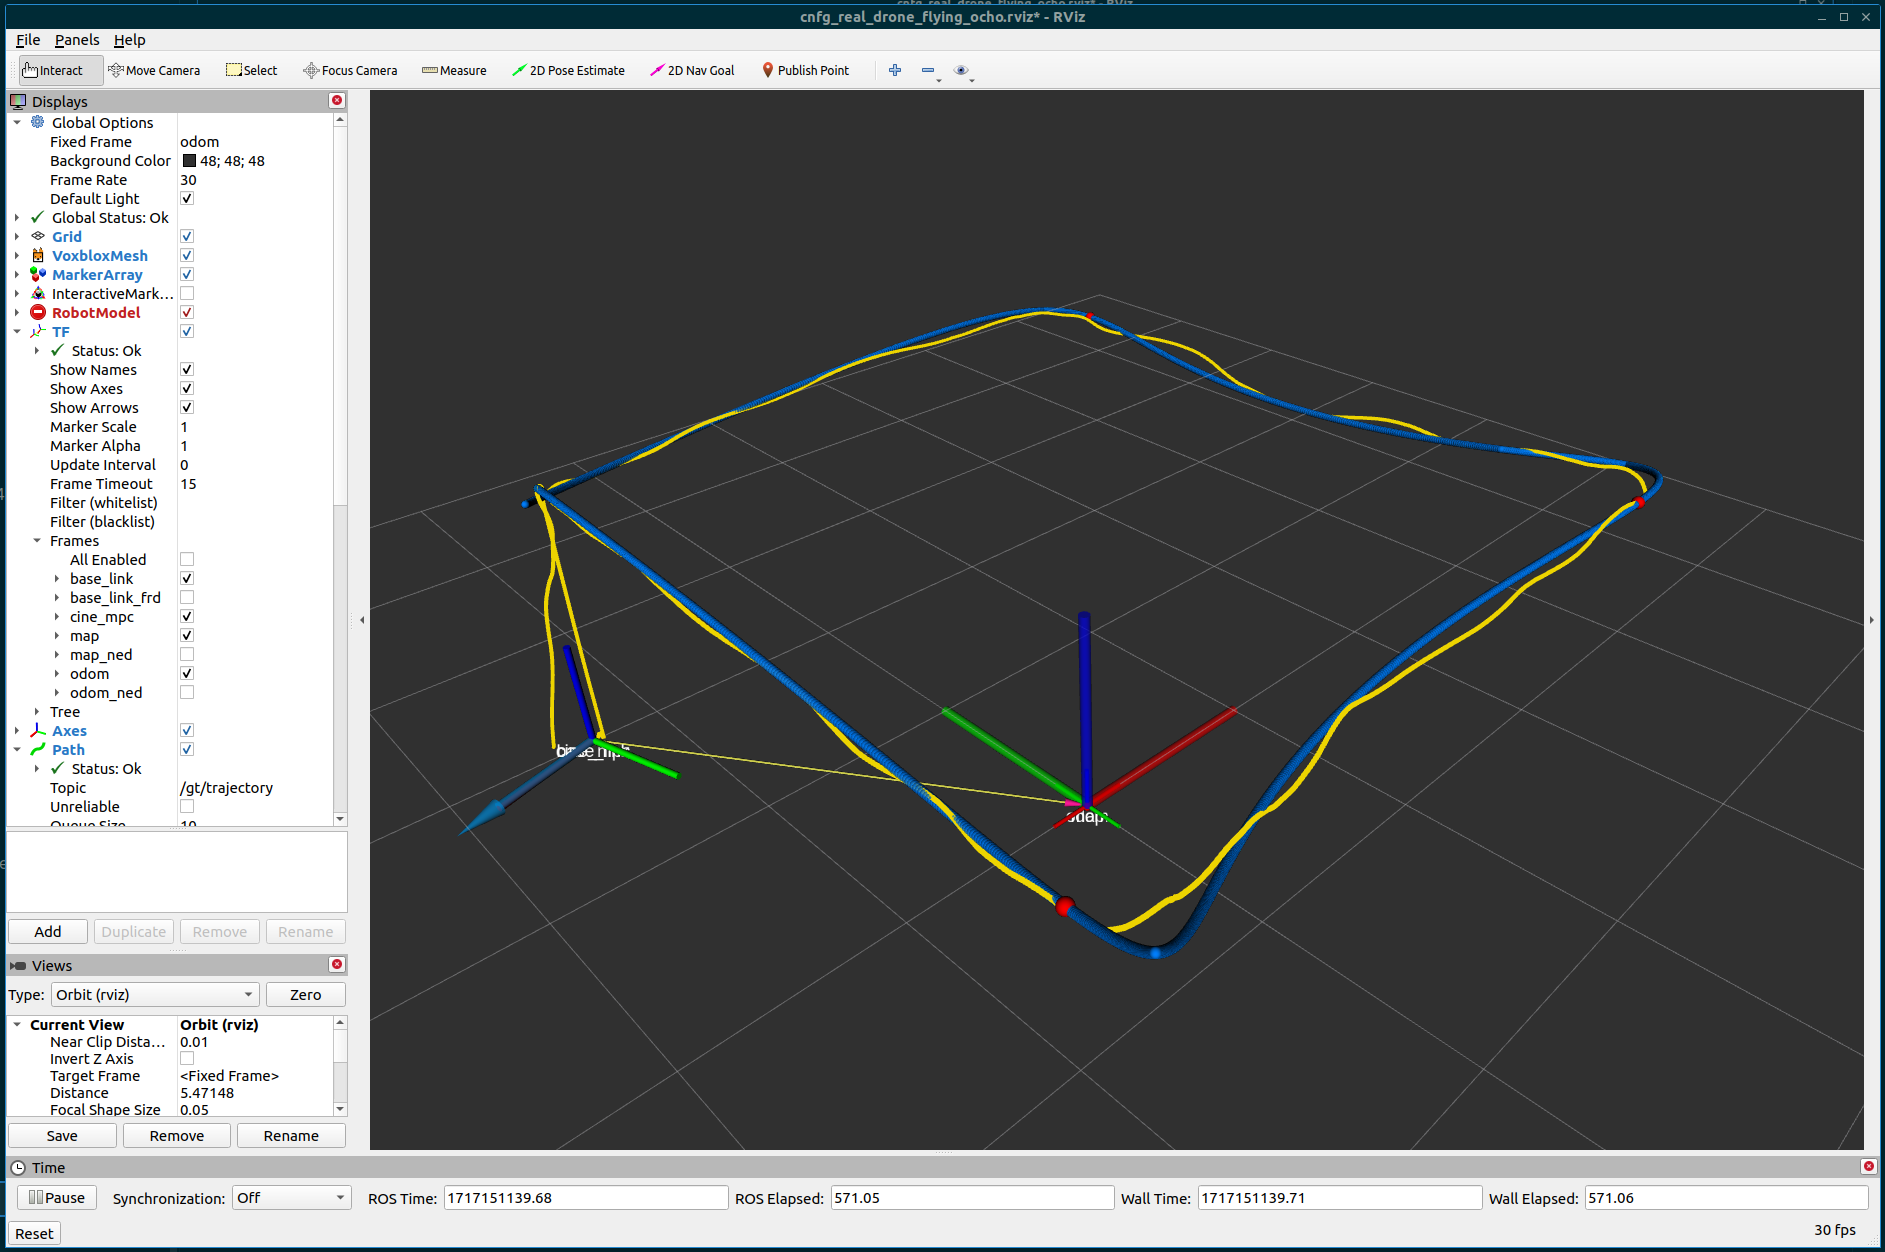 cnfg_real_drone_flying_ocho.rviz* - RViz
File Panels Help
Interact Move Camera Select Focus Camera Measure 2D Pose Estimate 2D Nav Goal Publish Point
Displays
Global Options
Fixed Frame odom
Background Color 48; 48; 48
Frame Rate 30
Default Light
Global Status: Ok
Grid
VoxbloxMesh
MarkerArray
InteractiveMark...
RobotModel
TF
Status: Ok
Show Names
Show Axes
Show Arrows
Marker Scale 1
Marker Alpha 1
Update Interval 0
Frame Timeout 15
Filter (whitelist)
Filter (blacklist)
Frames
All Enabled
base_link
base_link_frd
cine_mpc
map
map_ned
odom
odom_ned
Tree
Axes
Path
Status: Ok
Topic /gt/trajectory
Unreliable
Queue Size 10
Add Duplicate Remove Rename
Views
Type: Orbit (rviz) Zero
Current View Orbit (rviz)
Near Clip Dista... 0.01
Invert Z Axis
Target Frame <Fixed Frame>
Distance 5.47148
Focal Shape Size 0.05
Save Remove Rename
Time
Pause Synchronization: Off ROS Time: 1717151139.68 ROS Elapsed: 571.05 Wall Time: 1717151139.71 Wall Elapsed: 571.06
Reset 30 fps